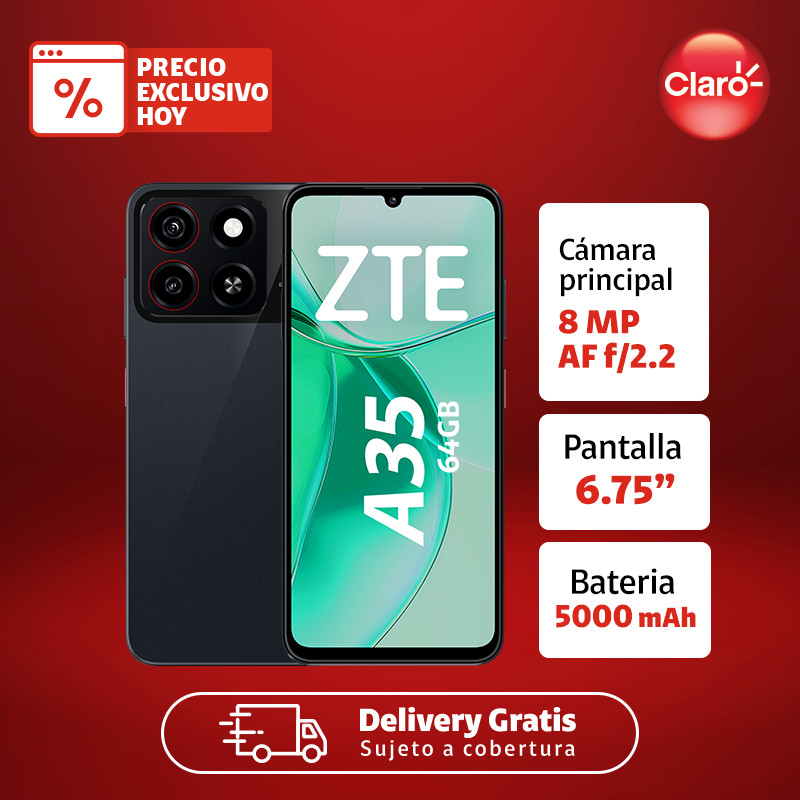 %
PRECIO
EXCLUSIVO
HOY
Claro
ZTE
A35
64GB
Cámara
principal
8 MP
AF f/2.2
Pantalla
6.75”
Bateria
5000 mAh
Delivery Gratis
Sujeto a cobertura